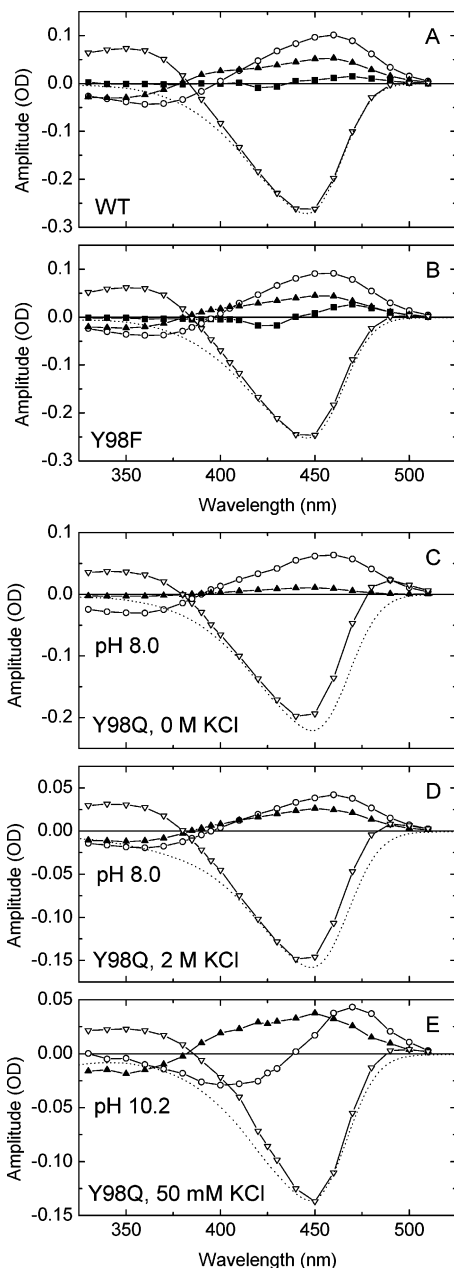 A
0.1
0.0
-0.1
-0.2
-0.3
Amplitude (OD)
WT
B
0.1
0.0
-0.1
-0.2
-0.3
Amplitude (OD)
Y98F
350 400 450 500
Wavelength (nm)
C
0.1
0.0
-0.1
-0.2
Amplitude (OD)
pH 8.0
Y98Q, 0 M KCl
D
0.05
0.00
-0.05
-0.10
-0.15
Amplitude (OD)
pH 8.0
Y98Q, 2 M KCl
E
0.05
0.00
-0.05
-0.10
-0.15
Amplitude (OD)
pH 10.2
Y98Q, 50 mM KCl
350 400 450 500
Wavelength (nm)